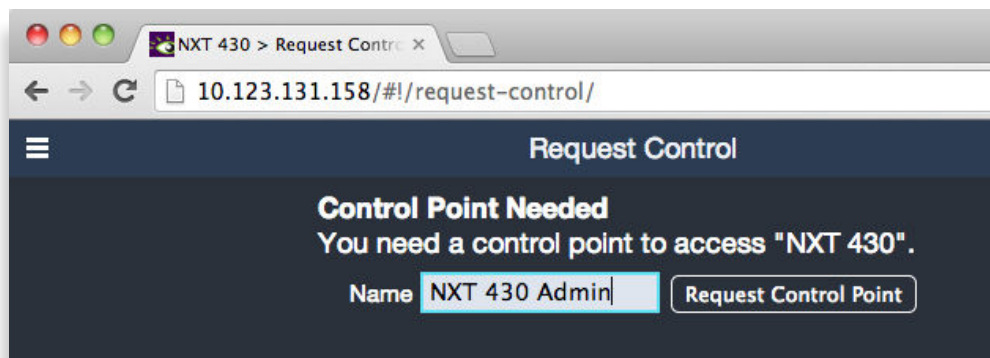 NXT 430 > Request Contro
10.123.131.158/#!/request-control/
Request Control
Control Point Needed
You need a control point to access "NXT 430".
Name NXT 430 Admin Request Control Point